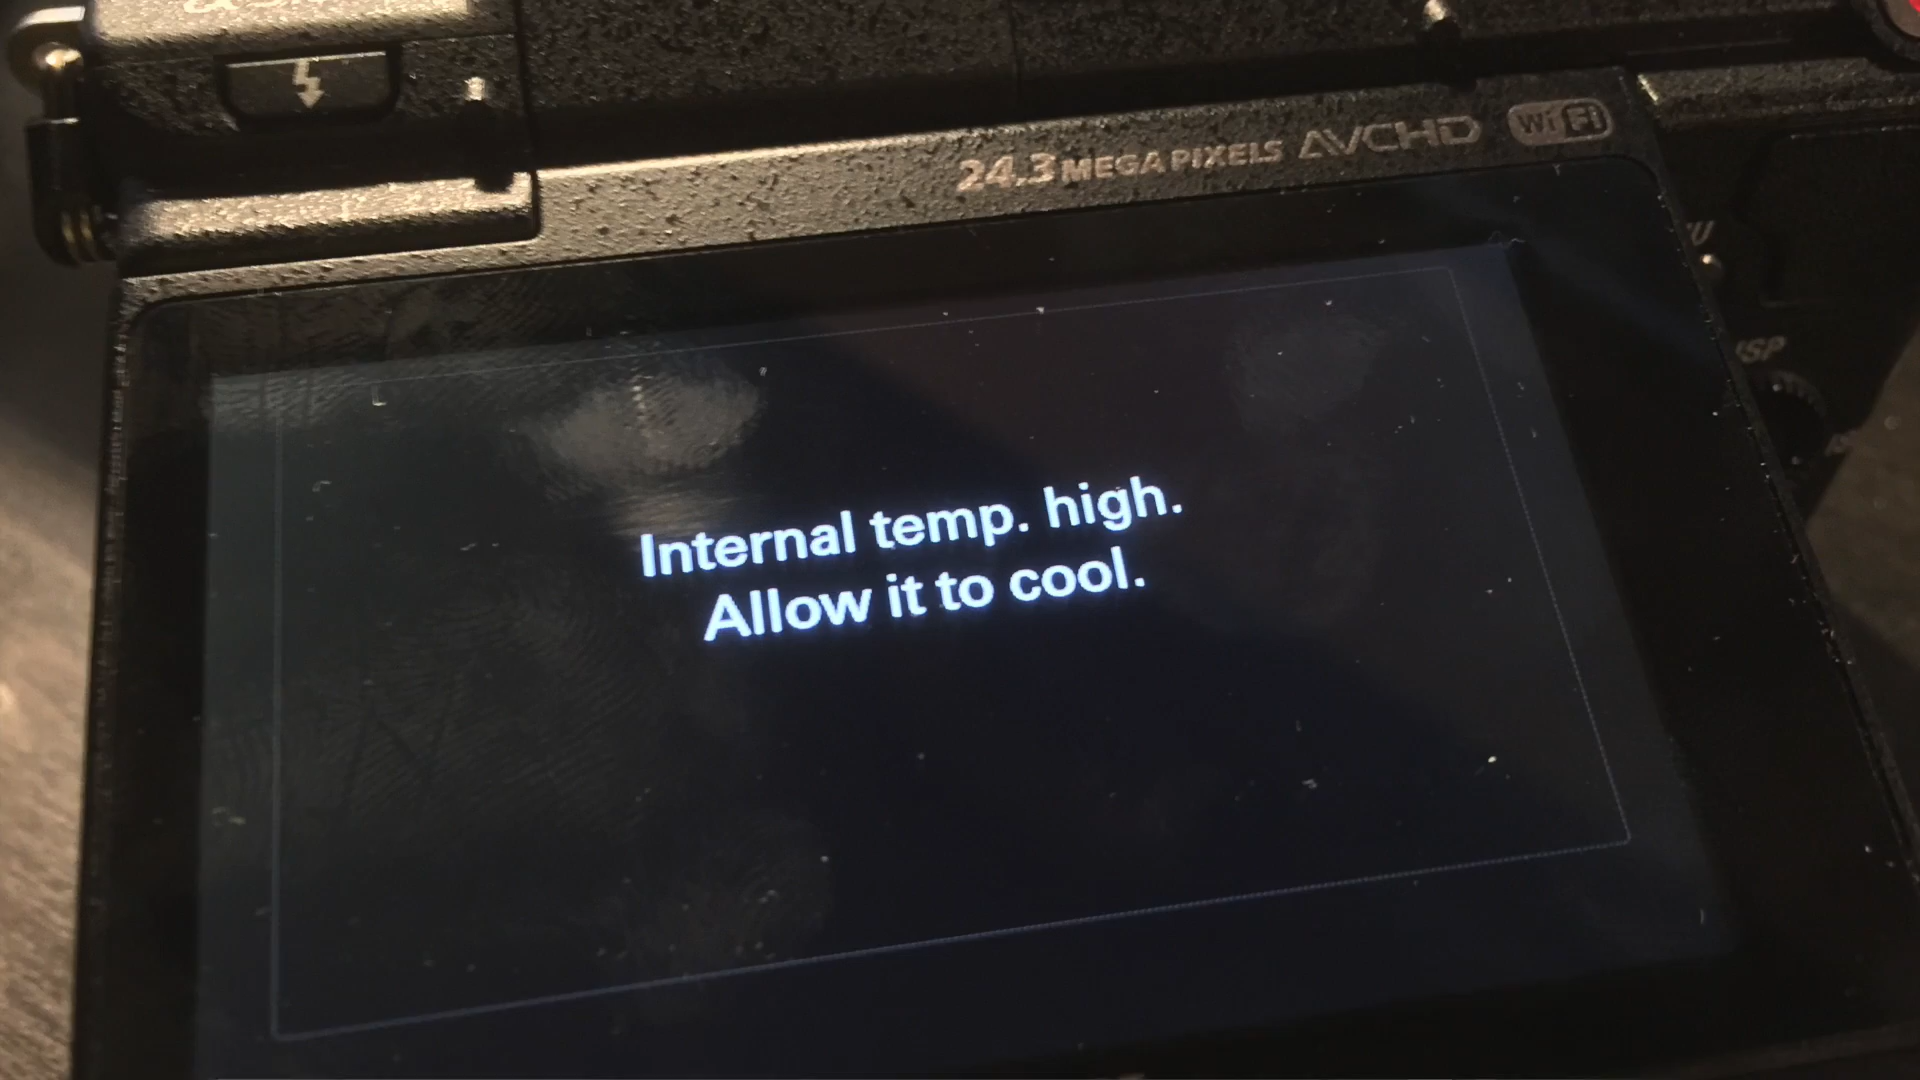 24.3 MEGA PIXELS AVCHD Wi Fi
Internal temp. high.
Allow it to cool.